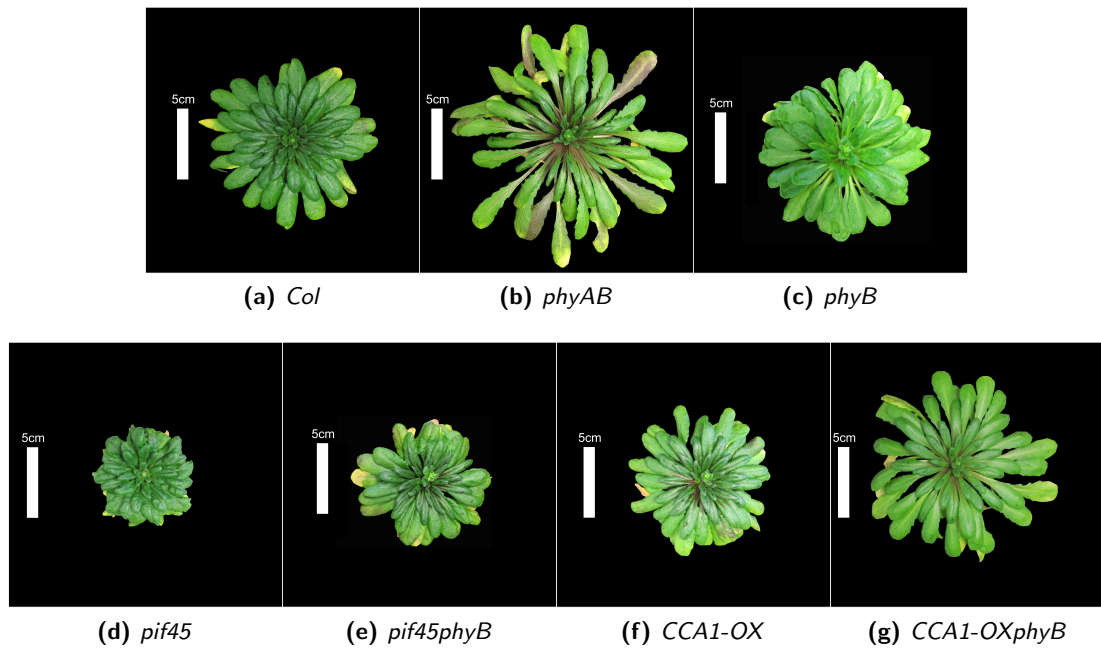 5cm
5cm
5cm
(a) Col
(b) phyAB
(c) phyB
5cm
5cm
5cm
5cm
(d) pif45
(e) pif45phyB
(f) CCA1-OX
(g) CCA1-OXphyB